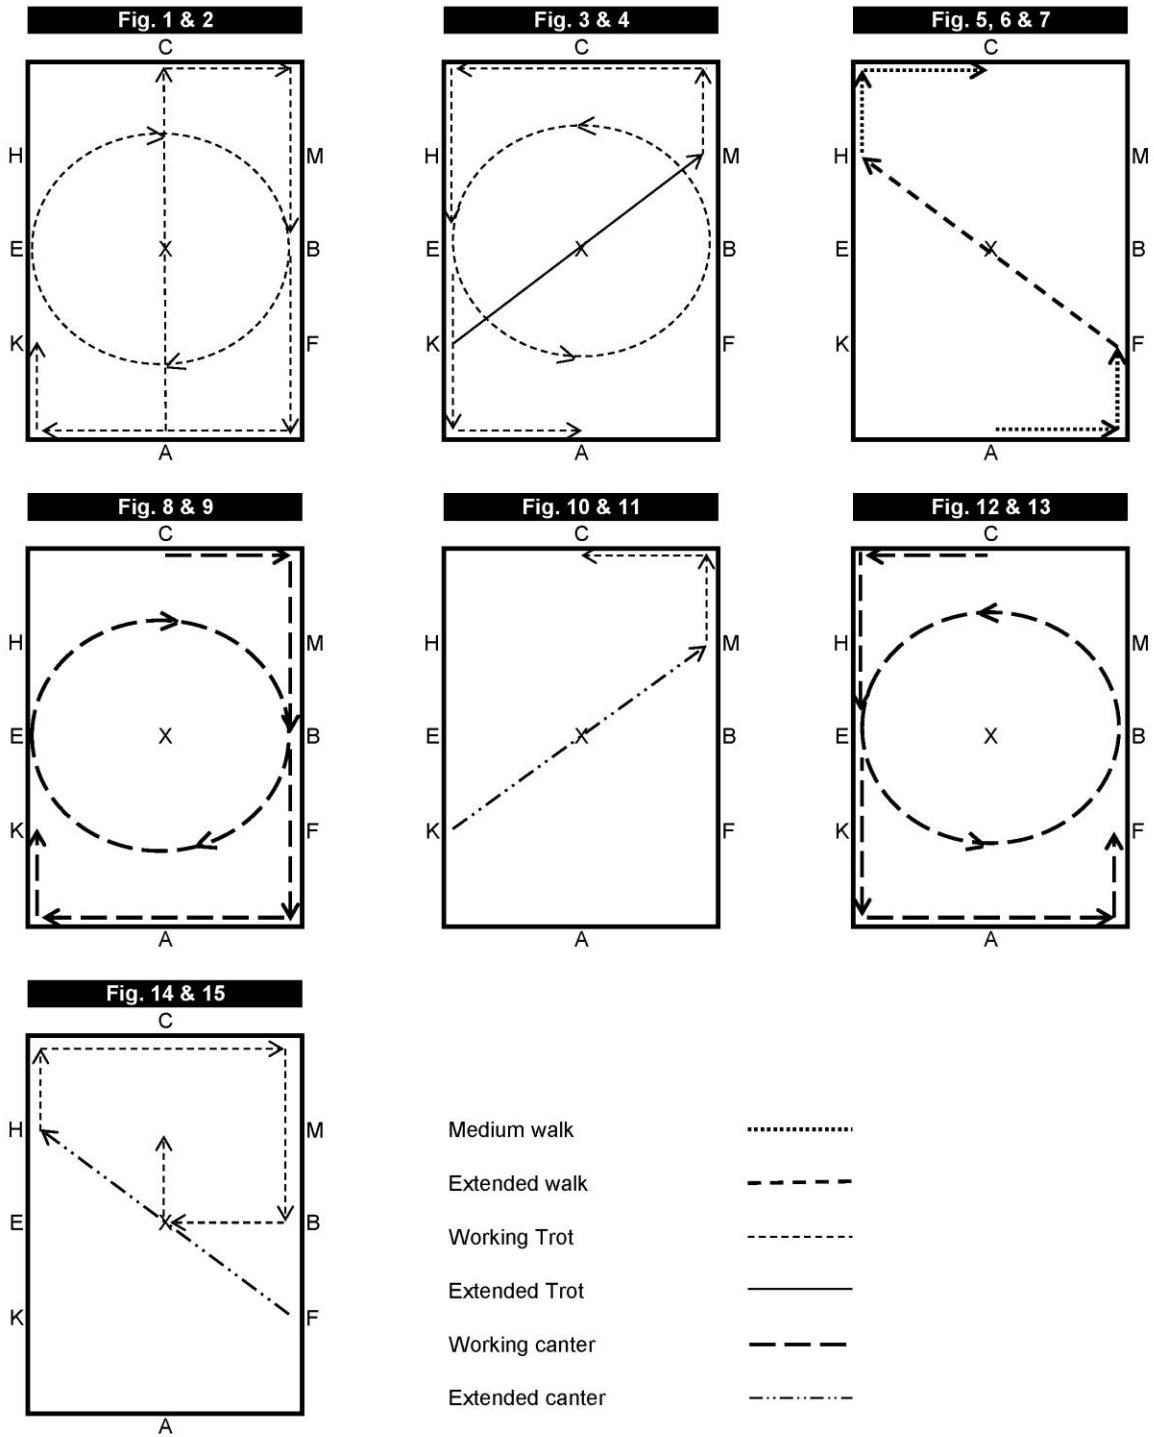 Fig. 1 & 2
Fig. 3 & 4
Fig. 5, 6 & 7
C
C
C
H
M
H
M
H
M
E
X
B
E
X
B
E
X
B
K
F
K
F
K
F
A
A
A
Fig. 8 & 9
Fig. 10 & 11
Fig. 12 & 13
C
C
C
H
M
H
M
H
M
E
X
B
E
X
B
E
X
B
K
F
K
F
K
F
A
A
A
Fig. 14 & 15
C
H
M
E
X
B
K
F
A
Medium walk
Extended walk
Working Trot
Extended Trot
Working canter
Extended canter